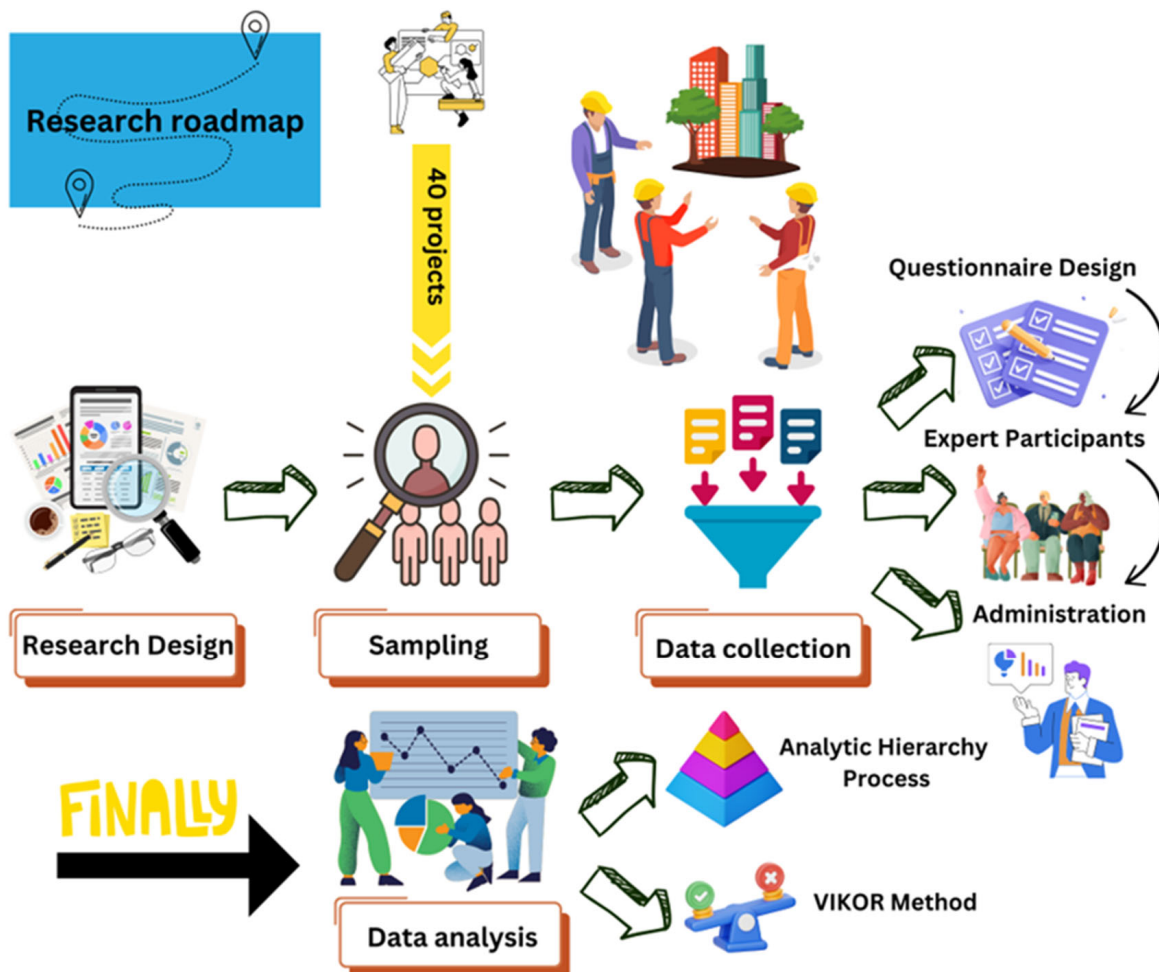 Research roadmap
40 projects
Questionnaire Design
Expert Participants
Administration
Research Design
Sampling
Data collection
FINALLY
Data analysis
Analytic Hierarchy
Process
VIKOR Method